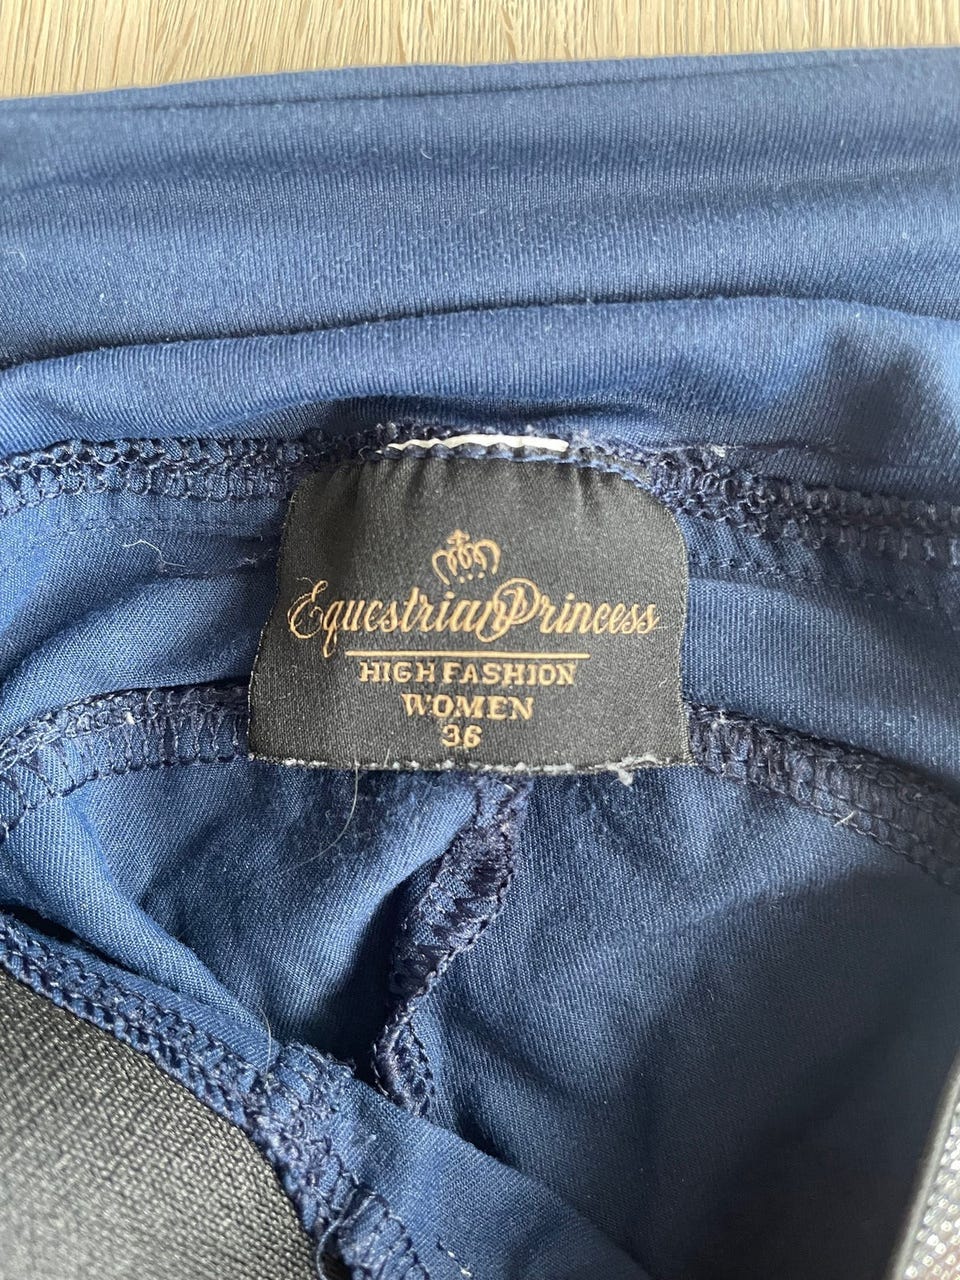 EquestrianPrincess
HIGH FASHION
WOMEN
36